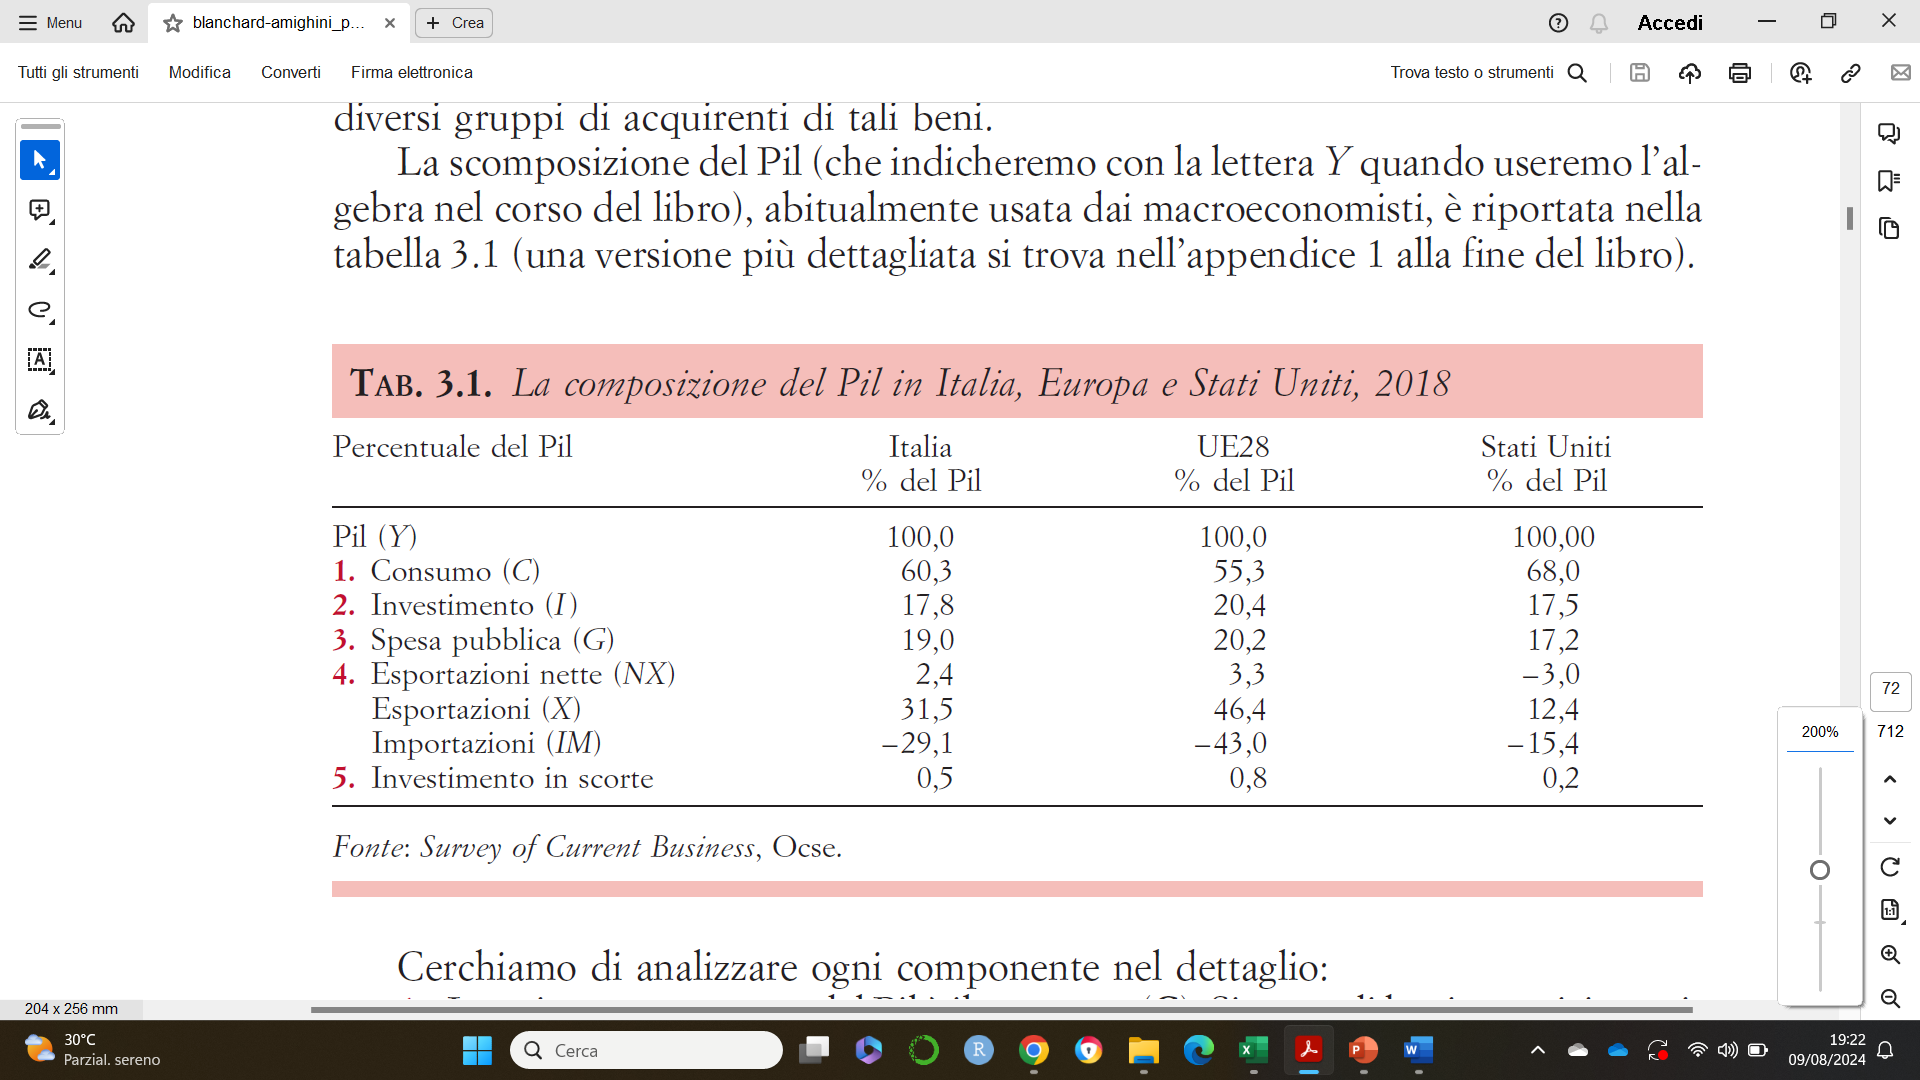 Menu
blanchard-amighini_p...
Crea
Accedi
Tutti gli strumenti
Modifica
Converti
Firma elettronica
Trova testo o strumenti
diversi gruppi di acquirenti di tali beni.
La scomposizione del Pil (che indicheremo con la lettera Y quando useremo l'al-
gebra nel corso del libro), abitualmente usata dai macroeconomisti, è riportata nella
tabella 3.1 (una versione più dettagliata si trova nell'appendice 1 alla fine del libro).
TAB. 3.1. La composizione del Pil in Italia, Europa e Stati Uniti, 2018
Percentuale del Pil Italia UE28 Stati Uniti
% del Pil % del Pil % del Pil
Pil (Y) 100,0 100,0 100,00
1. Consumo (C) 60,3 55,3 68,0
2. Investimento (I) 17,8 20,4 17,5
3. Spesa pubblica (G) 19,0 20,2 17,2
4. Esportazioni nette (NX) 2,4 3,3 –3,0
Esportazioni (X) 31,5 46,4 12,4
Importazioni (IM) –29,1 –43,0 –15,4
5. Investimento in scorte 0,5 0,8 0,2
Fonte: Survey of Current Business, Ocse.
Cerchiamo di analizzare ogni componente nel dettaglio:
72
712
200%
204 x 256 mm
30°C
Parzial. sereno
Cerca
19:22
09/08/2024